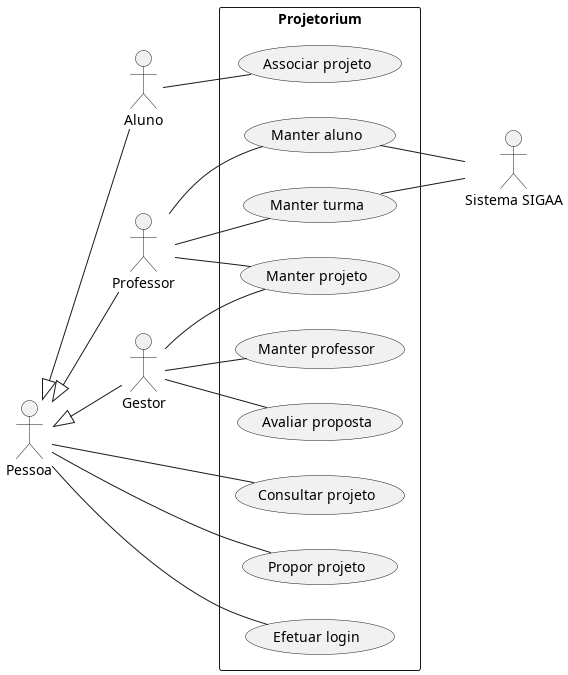 Projetorium
Associar projeto
Aluno
Manter aluno
Sistema SIGAA
Manter turma
Professor
Manter projeto
Manter professor
Gestor
Avaliar proposta
Pessoa
Consultar projeto
Propor projeto
Efetuar login